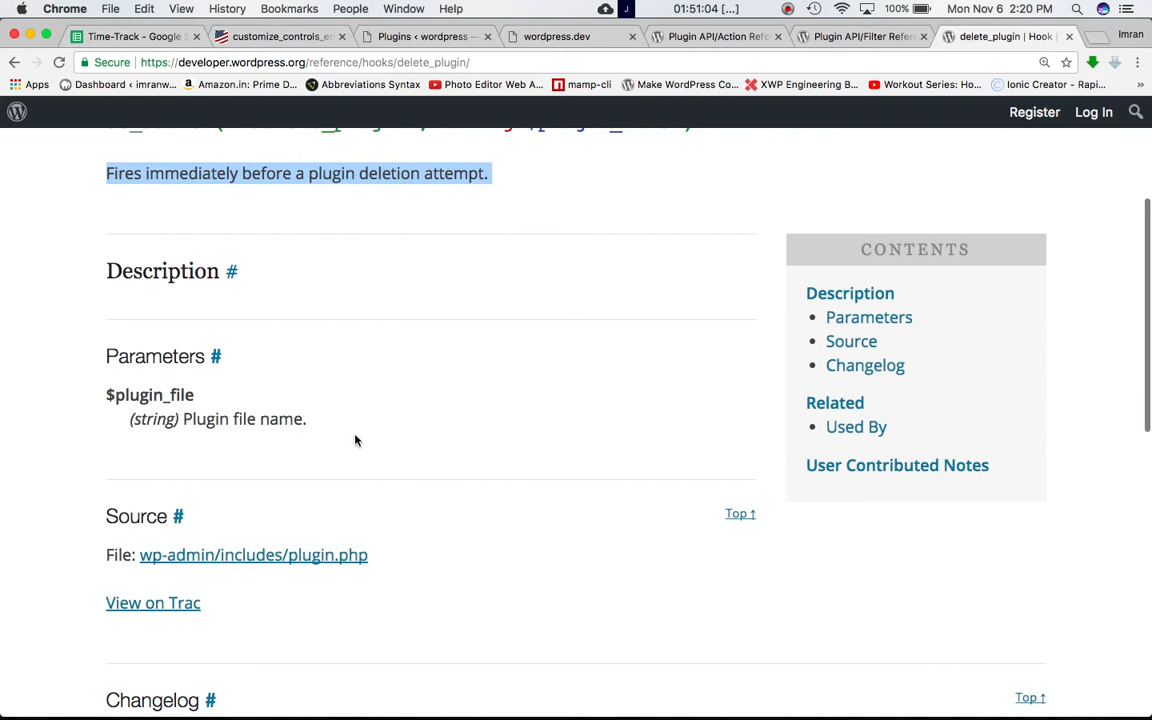 Chrome File Edit View History Bookmarks People Window Help 01:51:04 [...] 100% Mon Nov 6 2:20 PM
Time-Track - Google S customize_controls_en Plugins ‹ wordpress — wordpress.dev Plugin API/Action Refe Plugin API/Filter Refere delete_plugin | Hook | Imran
Secure https://developer.wordpress.org/reference/hooks/delete_plugin/
Apps Dashboard ‹ imranw... Amazon.in: Prime D... Abbreviations Syntax Photo Editor Web A... mamp-cli Make WordPress Co... XWP Engineering B... Workout Series: Ho... Ionic Creator - Rapi... »
Register Log In
Fires immediately before a plugin deletion attempt.
CONTENTS
Description #
Description
Parameters
Source
Changelog
Parameters #
$plugin_file
(string) Plugin file name.
Related
Used By
User Contributed Notes
Source #
Top ↑
File: wp-admin/includes/plugin.php
View on Trac
Changelog #
Top ↑